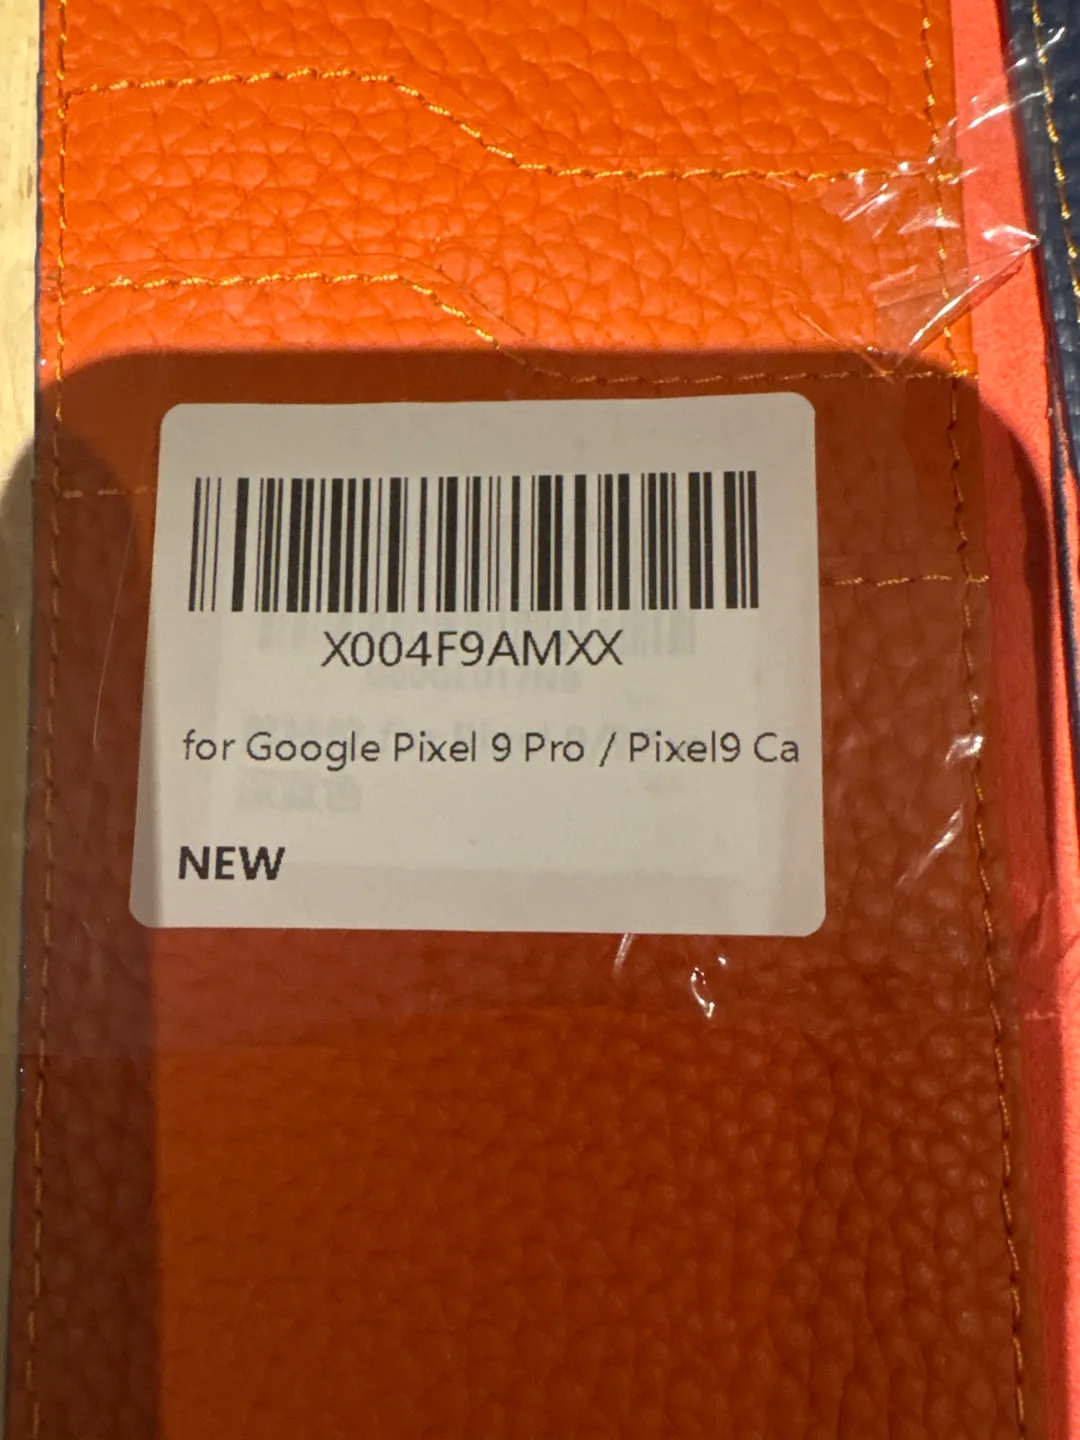 X004F9AMXX
for Google Pixel 9 Pro / Pixel9 Ca
NEW